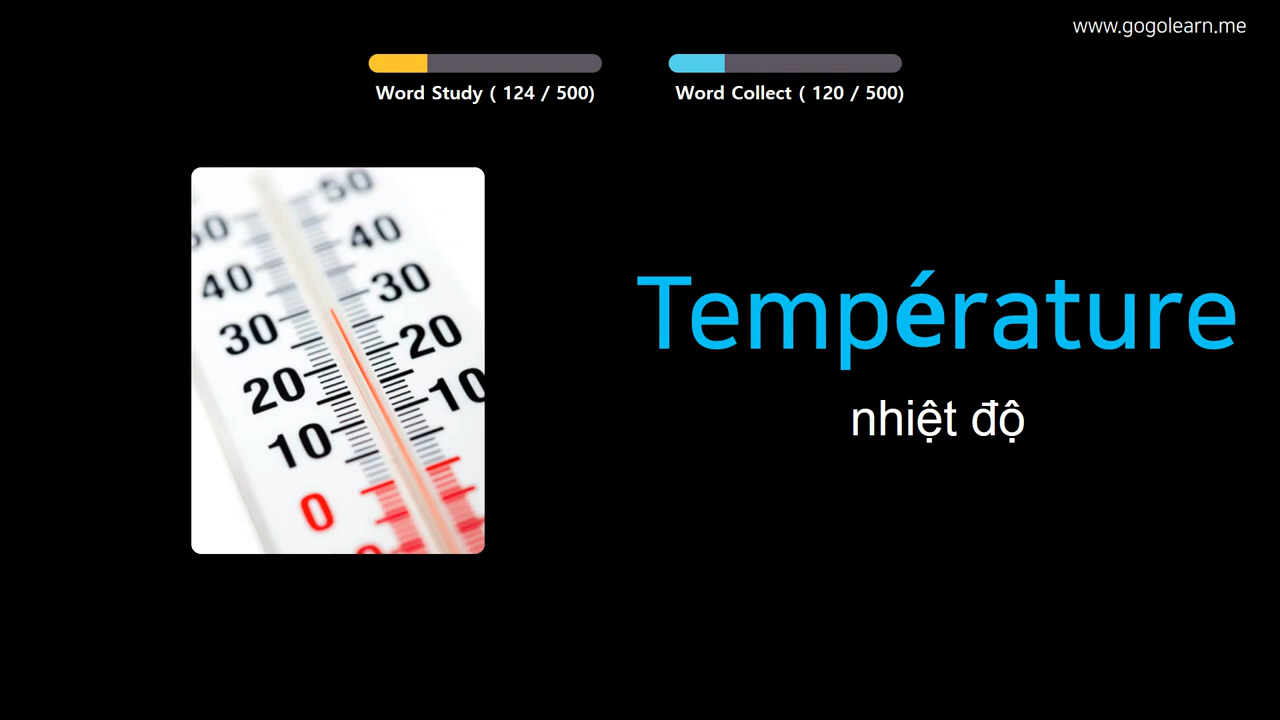 www.gogolearn.me
Word Study ( 124 / 500)
Word Collect ( 120 / 500)
50
50
40
40
30
30
20
20
10
10
0
Température
nhiệt độ